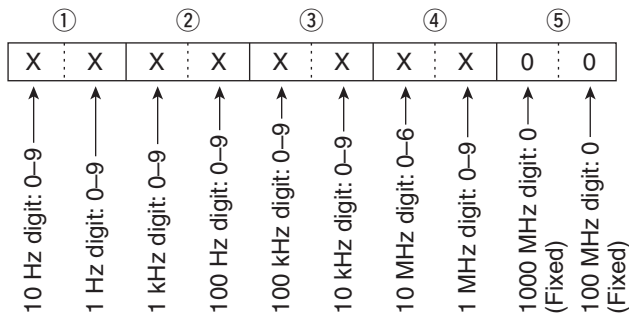 ① ② ③ ④ ⑤
X X X X X X X X 0 0
10 Hz digit: 0–9
1 Hz digit: 0–9
1 kHz digit: 0–9
100 Hz digit: 0–9
100 kHz digit: 0–9
10 kHz digit: 0–9
10 MHz digit: 0–6
1 MHz digit: 0–9
1000 MHz digit: 0
(Fixed)
100 MHz digit: 0
(Fixed)